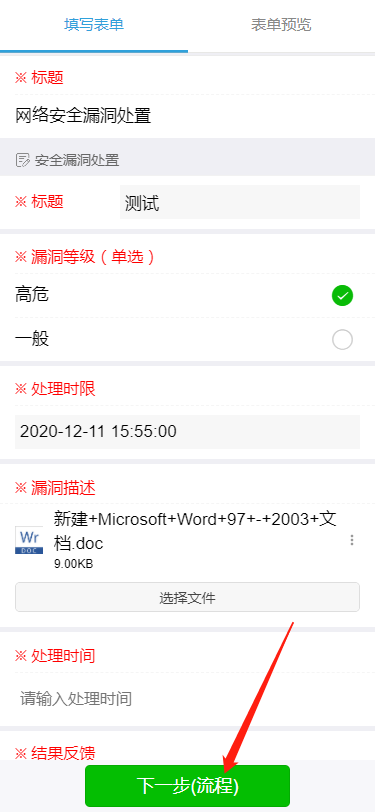 填写表单
表单预览
※ 标题
网络安全漏洞处置
安全漏洞处置
※ 标题
测试
※ 漏洞等级（单选）
高危
一般
※ 处理时限
2020-12-11 15:55:00
※ 漏洞描述
Wr
DOC
新建+Microsoft+Word+97+-+2003+文
档.doc
9.00KB
选择文件
※ 处理时间
请输入处理时间
※ 结果反馈
下一步(流程)